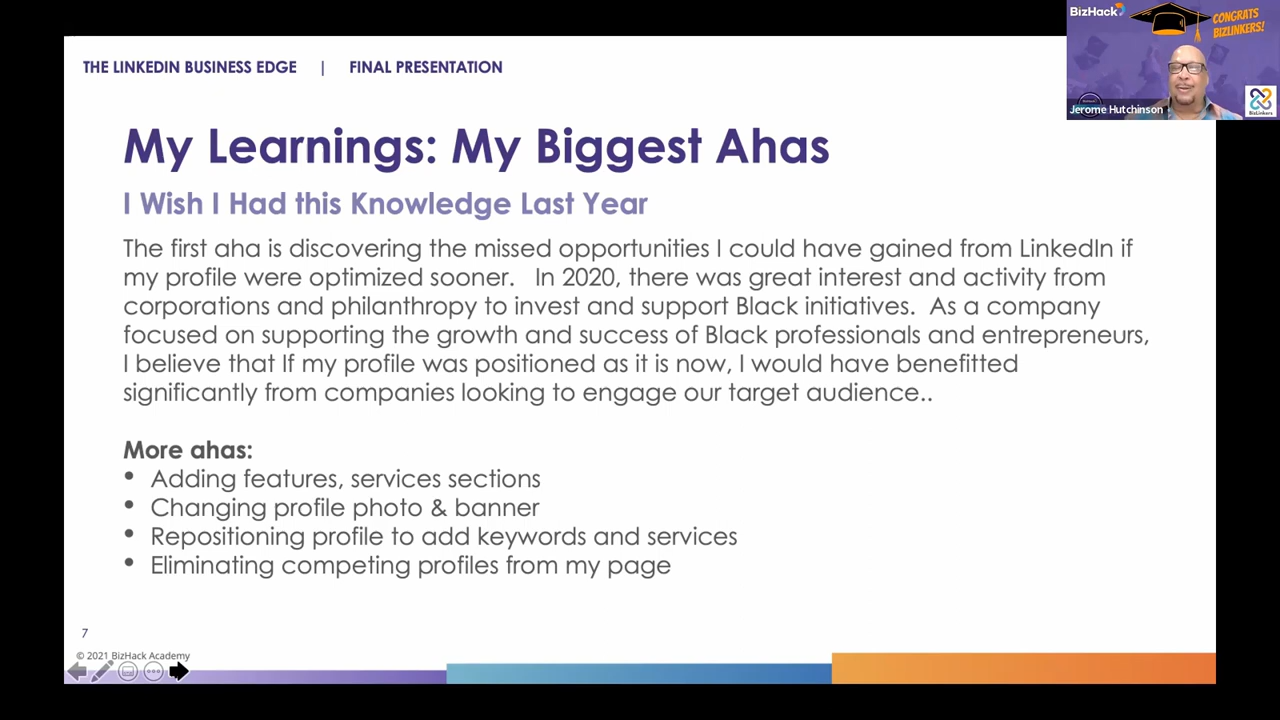 THE LINKEDIN BUSINESS EDGE | FINAL PRESENTATION
My Learnings: My Biggest Ahas
I Wish I Had this Knowledge Last Year
The first aha is discovering the missed opportunities I could have gained from LinkedIn if
my profile were optimized sooner. In 2020, there was great interest and activity from
corporations and philanthropy to invest and support Black initiatives. As a company
focused on supporting the growth and success of Black professionals and entrepreneurs,
I believe that If my profile was positioned as it is now, I would have benefitted
significantly from companies looking to engage our target audience..
More ahas:
• Adding features, services sections
• Changing profile photo & banner
• Repositioning profile to add keywords and services
• Eliminating competing profiles from my page
7
© 2021 BizHack Academy
BizHack
CONGRATS
BIZLINKERS!
Jerome Hutchinson
BizLinkers